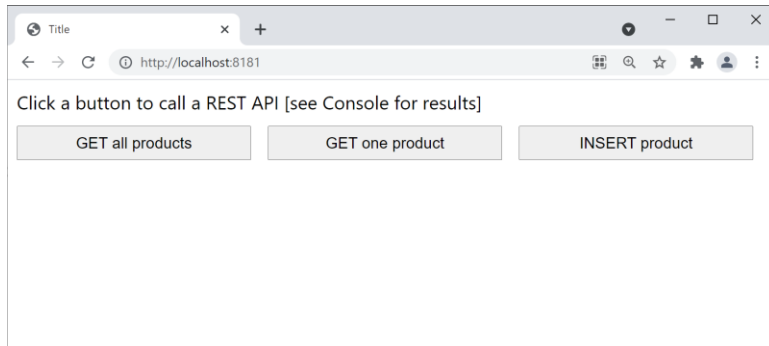 Title
http://localhost:8181
Click a button to call a REST API [see Console for results]
GET all products GET one product INSERT product